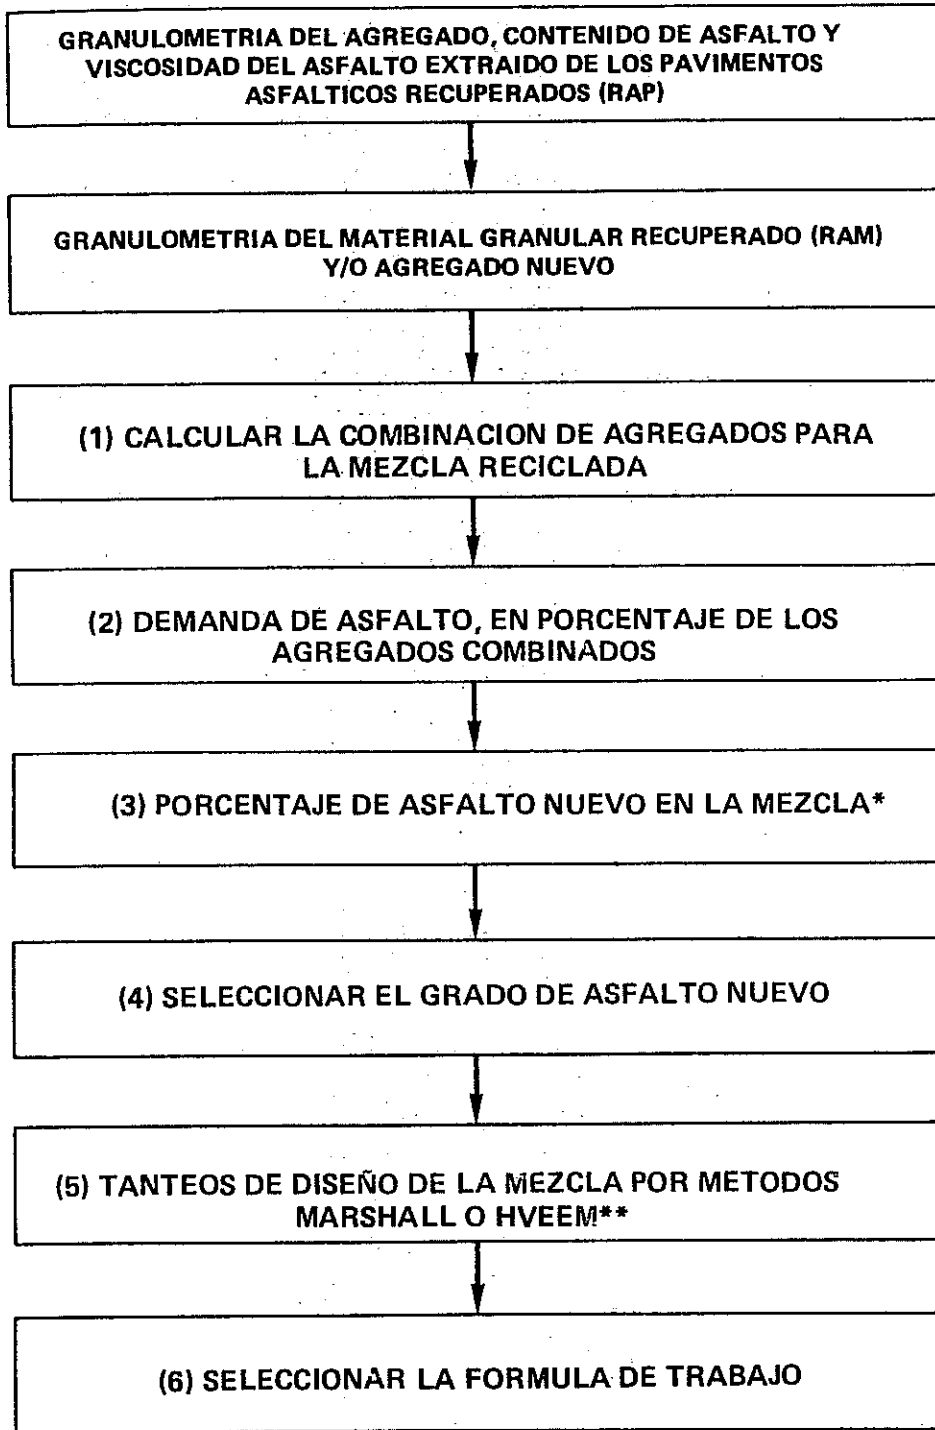 GRANULOMETRIA DEL AGREGADO, CONTENIDO DE ASFALTO Y
VISCOSIDAD DEL ASFALTO EXTRAIDO DE LOS PAVIMENTOS
ASFALTICOS RECUPERADOS (RAP)
GRANULOMETRIA DEL MATERIAL GRANULAR RECUPERADO (RAM)
Y/O AGREGADO NUEVO
(1) CALCULAR LA COMBINACION DE AGREGADOS PARA
LA MEZCLA RECICLADA
(2) DEMANDA DE ASFALTO, EN PORCENTAJE DE LOS
AGREGADOS COMBINADOS
(3) PORCENTAJE DE ASFALTO NUEVO EN LA MEZCLA*
(4) SELECCIONAR EL GRADO DE ASFALTO NUEVO
(5) TANTEOS DE DISEÑO DE LA MEZCLA POR METODOS
MARSHALL O HVEEM**
(6) SELECCIONAR LA FORMULA DE TRABAJO